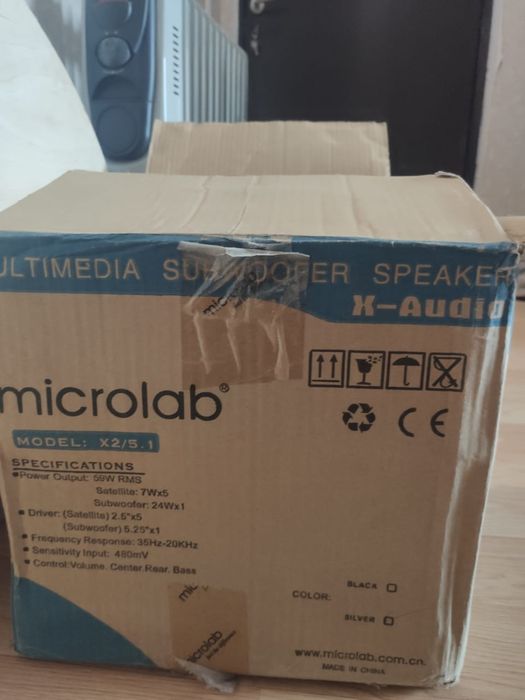 ULTIMEDIA SUBWOOFER SPEAKER
X-Audio
microlab®
MODEL: X2/5.1
SPECIFICATIONS
•Power Output: 59W RMS
Satellite: 7Wx5
Subwoofer: 24Wx1
• Driver: (Satellite) 2.5"x5
(Subwoofer) 5.25"x1
• Frequency Response: 35Hz-20KHz
• Sensitivity Input: 480mV
• Control:Volume. Center.Rear. Bass
CE
COLOR:
BLACK
SILVER
www.microlab.com.cn
MADE IN CHINA